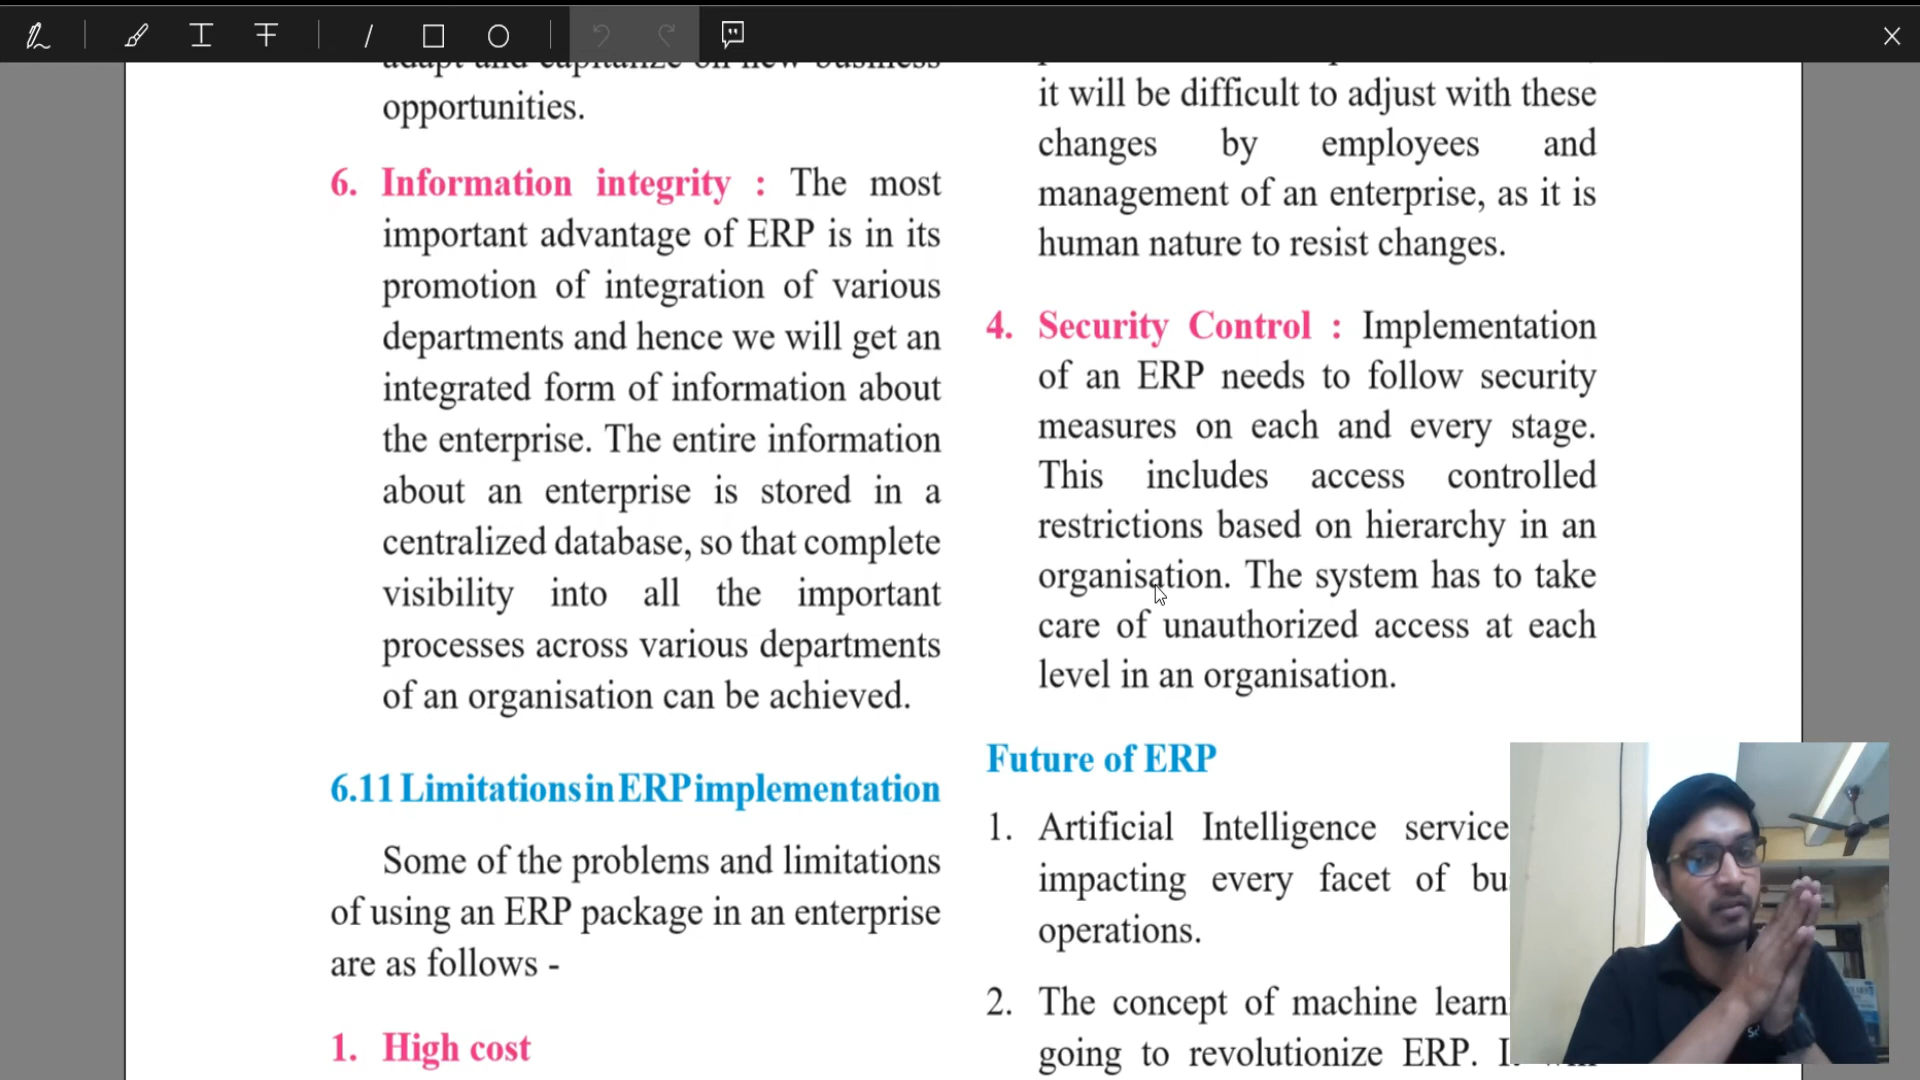 adapt and capitalize on new business
opportunities.
6. Information integrity : The most
important advantage of ERP is in its
promotion of integration of various
departments and hence we will get an
integrated form of information about
the enterprise. The entire information
about an enterprise is stored in a
centralized database, so that complete
visibility into all the important
processes across various departments
of an organisation can be achieved.
6.11 Limitations in ERP implementation
Some of the problems and limitations
of using an ERP package in an enterprise
are as follows -
1. High cost
it will be difficult to adjust with these
changes by employees and
management of an enterprise, as it is
human nature to resist changes.
4. Security Control : Implementation
of an ERP needs to follow security
measures on each and every stage.
This includes access controlled
restrictions based on hierarchy in an
organisation. The system has to take
care of unauthorized access at each
level in an organisation.
Future of ERP
1. Artificial Intelligence service
impacting every facet of bu
operations.
2. The concept of machine learn
going to revolutionize ERP.